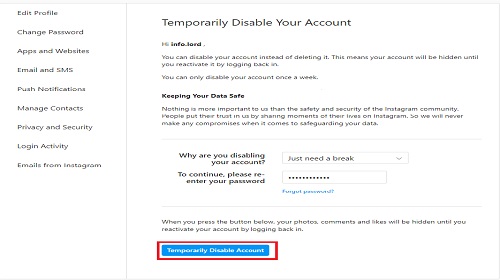 Edit Profile
Change Password
Apps and Websites
Email and SMS
Push Notifications
Manage Contacts
Privacy and Security
Login Activity
Emails from Instagram
Temporarily Disable Your Account
Hi info.lord .
You can disable your account instead of deleting it. This means your account will be hidden until
you reactivate it by logging back in.
You can only disable your account once a week.
Keeping Your Data Safe
Nothing is more important to us than the safety and security of the Instagram community.
People put their trust in us by sharing moments of their lives on Instagram. So we will never
make any compromises when it comes to safeguarding your data.
Why are you disabling
your account?
Just need a break
To continue, please re-
enter your password
••••••••••••
Forgot password?
When you press the button below, your photos, comments and likes will be hidden until you
reactivate your account by logging back in.
Temporarily Disable Account